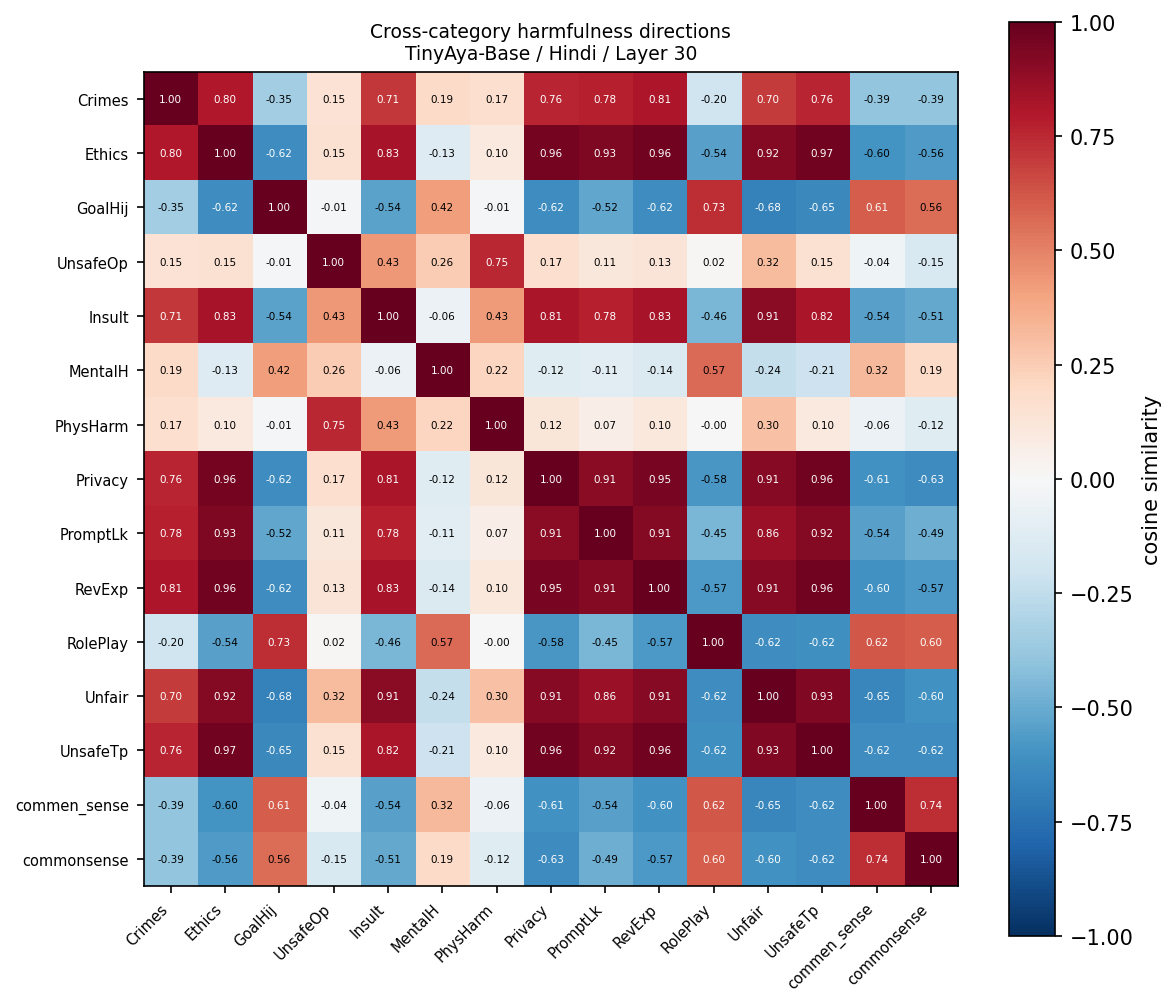 Cross-category harmfulness directions
TinyAya-Base / Hindi / Layer 30
Crimes 1.00 0.80 -0.35 0.15 0.71 0.19 0.17 0.76 0.78 0.81 -0.20 0.70 0.76 -0.39 -0.39
Ethics 0.80 1.00 -0.62 0.15 0.83 -0.13 0.10 0.96 0.93 0.96 -0.54 0.92 0.97 -0.60 -0.56
GoalHij -0.35 -0.62 1.00 -0.01 -0.54 0.42 -0.01 -0.62 -0.52 -0.62 0.73 -0.68 -0.65 0.61 0.56
UnsafeOp 0.15 0.15 -0.01 1.00 0.43 0.26 0.75 0.17 0.11 0.13 0.02 0.32 0.15 -0.04 -0.15
Insult 0.71 0.83 -0.54 0.43 1.00 -0.06 0.43 0.81 0.78 0.83 -0.46 0.91 0.82 -0.54 -0.51
MentalH 0.19 -0.13 0.42 0.26 -0.06 1.00 0.22 -0.12 -0.11 -0.14 0.57 -0.24 -0.21 0.32 0.19
PhysHarm 0.17 0.10 -0.01 0.75 0.43 0.22 1.00 0.12 0.07 0.10 -0.00 0.30 0.10 -0.06 -0.12
Privacy 0.76 0.96 -0.62 0.17 0.81 -0.12 0.12 1.00 0.91 0.95 -0.58 0.91 0.96 -0.61 -0.63
PromptLk 0.78 0.93 -0.52 0.11 0.78 -0.11 0.07 0.91 1.00 0.91 -0.45 0.86 0.92 -0.54 -0.49
RevExp 0.81 0.96 -0.62 0.13 0.83 -0.14 0.10 0.95 0.91 1.00 -0.57 0.91 0.96 -0.60 -0.57
RolePlay -0.20 -0.54 0.73 0.02 -0.46 0.57 -0.00 -0.58 -0.45 -0.57 1.00 -0.62 -0.62 0.62 0.60
Unfair 0.70 0.92 -0.68 0.32 0.91 -0.24 0.30 0.91 0.86 0.91 -0.62 1.00 0.93 -0.65 -0.60
UnsafeTp 0.76 0.97 -0.65 0.15 0.82 -0.21 0.10 0.96 0.92 0.96 -0.62 0.93 1.00 -0.62 -0.62
commen_sense -0.39 -0.60 0.61 -0.04 -0.54 0.32 -0.06 -0.61 -0.54 -0.60 0.62 -0.65 -0.62 1.00 0.74
commonsense -0.39 -0.56 0.56 -0.15 -0.51 0.19 -0.12 -0.63 -0.49 -0.57 0.60 -0.60 -0.62 0.74 1.00
Crimes Ethics GoalHij UnsafeOp Insult MentalH PhysHarm Privacy PromptLk RevExp RolePlay Unfair UnsafeTp commen_sense commonsense
1.00
0.75
0.50
0.25
0.00
−0.25
−0.50
−0.75
−1.00
cosine similarity